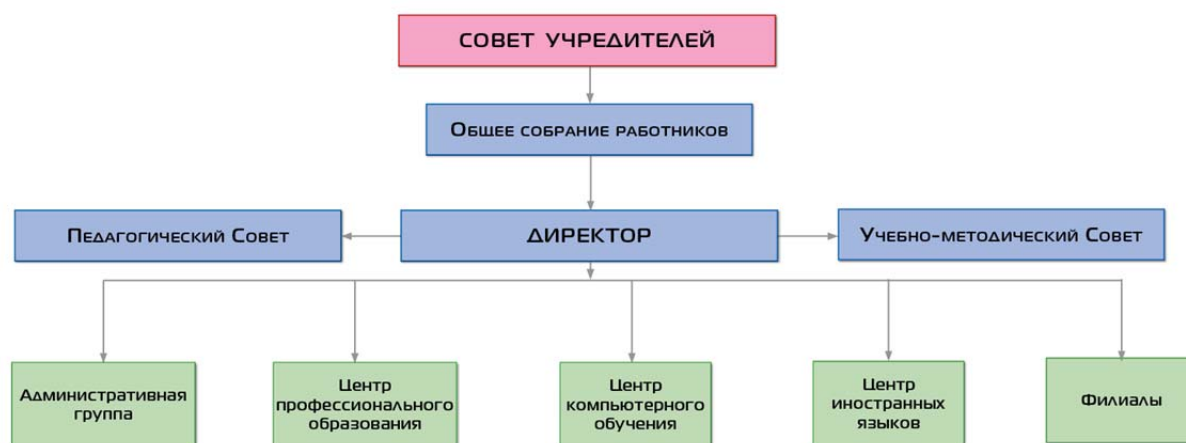 СОВЕТ УЧРЕДИТЕЛЕЙ
ОБЩЕЕ СОБРАНИЕ РАБОТНИКОВ
ПЕДАГОГИЧЕСКИЙ СОВЕТ
ДИРЕКТОР
УЧЕБНО-МЕТОДИЧЕСКИЙ СОВЕТ
Административная
группа
Центр
профессионального
образования
Центр
компьютерного
обучения
Центр
иностранных
языков
Филиалы